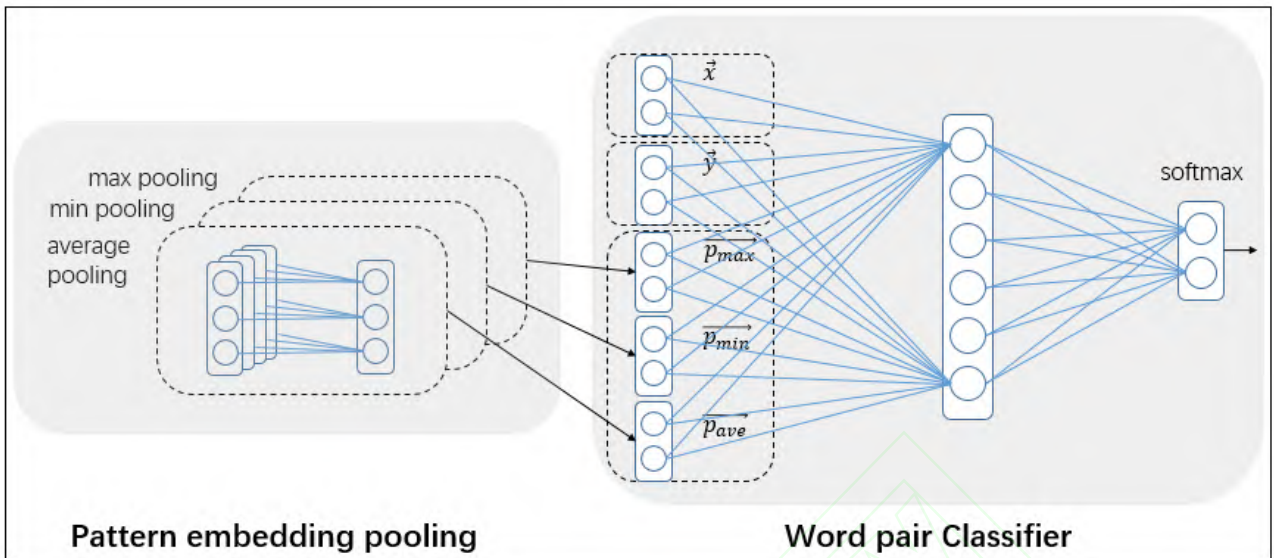 max pooling
min pooling
average
pooling
x⃗
y⃗
p_max→
p_min→
p_ave→
softmax
Pattern embedding pooling
Word pair Classifier